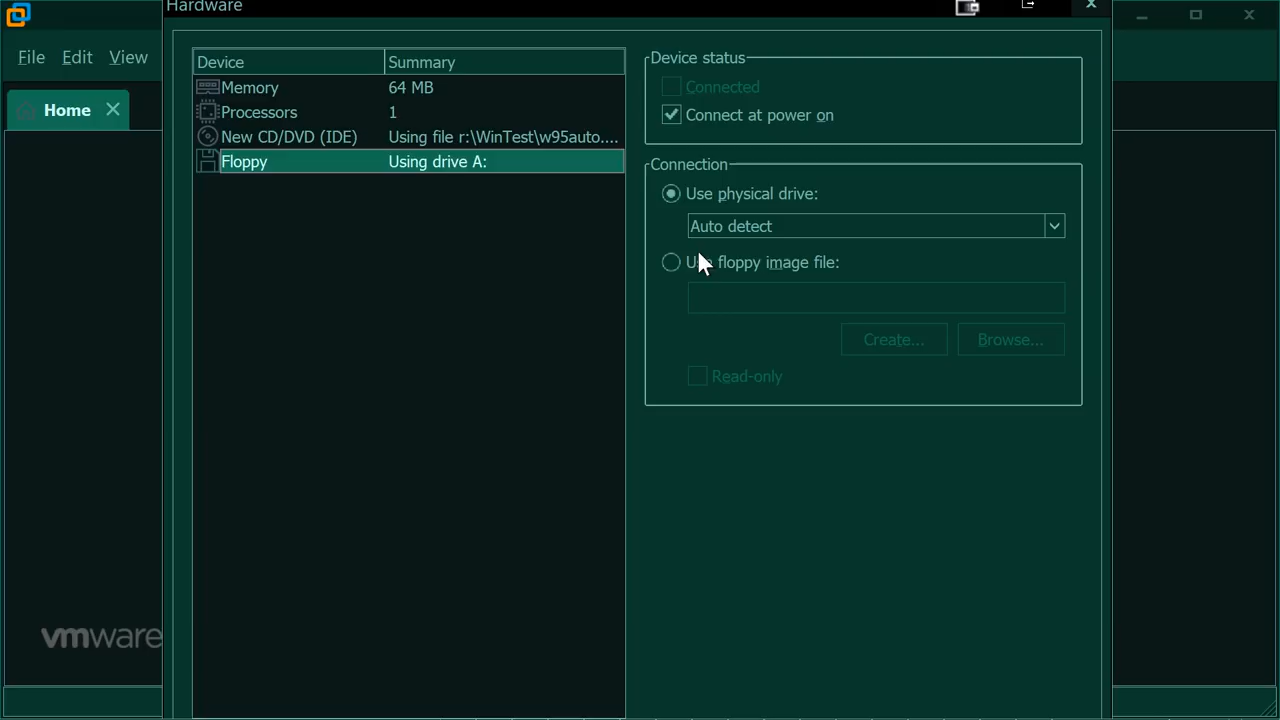 Hardware
File Edit View
Home
Device Summary
Memory 64 MB
Processors 1
New CD/DVD (IDE) Using file r:\WinTest\w95auto....
Floppy Using drive A:
Device status
Connected
Connect at power on
Connection
Use physical drive:
Auto detect
Use floppy image file:
Create... Browse...
Read-only
vmware